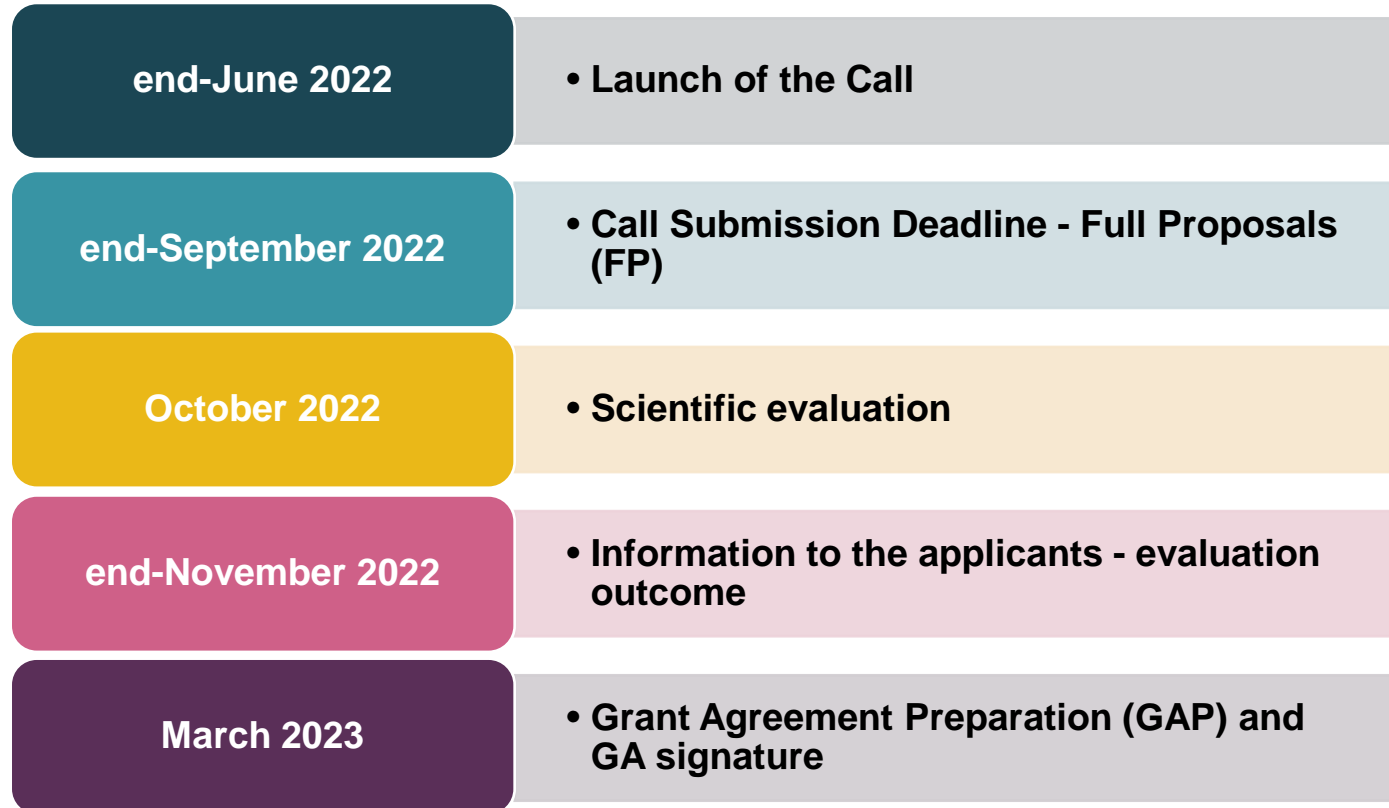 end-June 2022
• Launch of the Call
end-September 2022
• Call Submission Deadline - Full Proposals
(FP)
October 2022
• Scientific evaluation
end-November 2022
• Information to the applicants - evaluation
outcome
March 2023
• Grant Agreement Preparation (GAP) and
GA signature